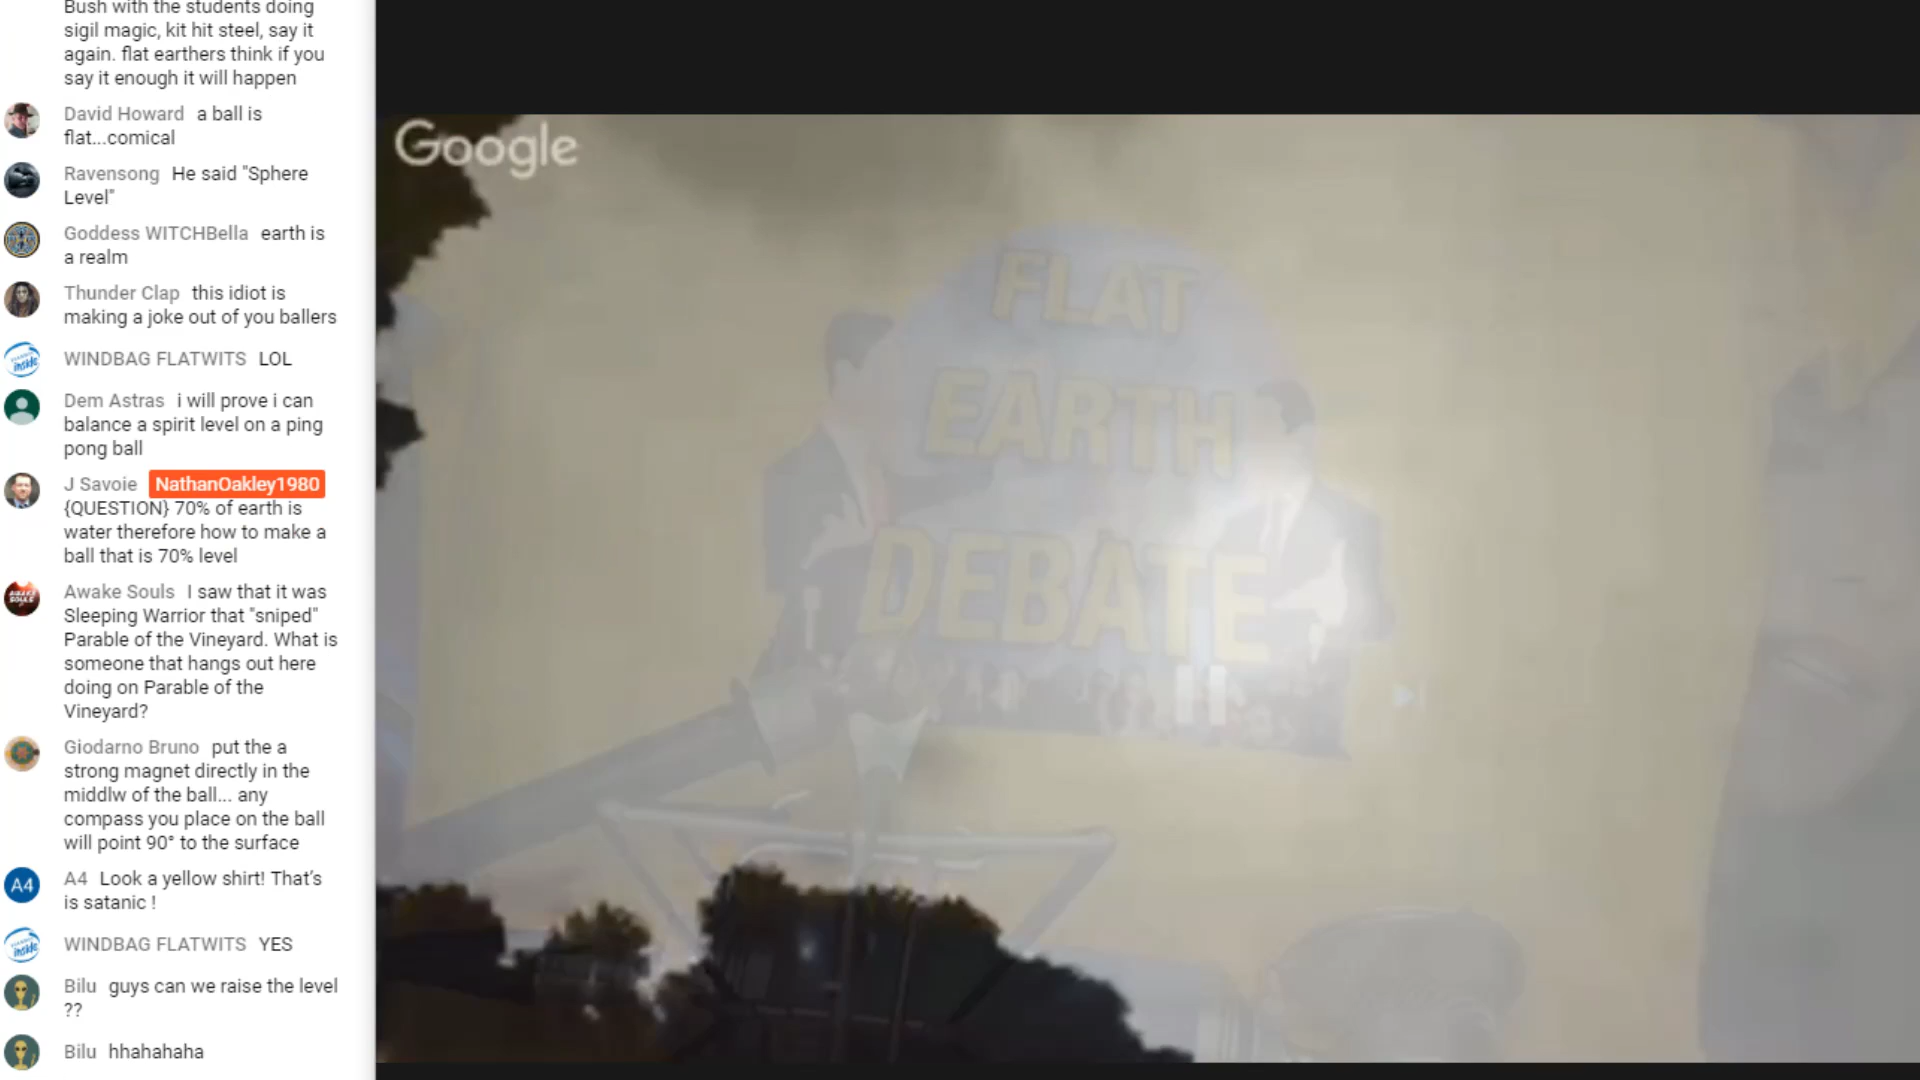 Bush with the students doing
sigil magic, kit hit steel, say it
again. flat earthers think if you
say it enough it will happen
David Howard a ball is
flat...comical
Ravensong He said "Sphere
Level"
Goddess WITCHBella earth is
a realm
Thunder Clap this idiot is
making a joke out of you ballers
WINDBAG FLATWITS LOL
Dem Astras i will prove i can
balance a spirit level on a ping
pong ball
J Savoie NathanOakley1980
{QUESTION} 70% of earth is
water therefore how to make a
ball that is 70% level
Awake Souls I saw that it was
Sleeping Warrior that "sniped"
Parable of the Vineyard. What is
someone that hangs out here
doing on Parable of the
Vineyard?
Giodarno Bruno put the a
strong magnet directly in the
middlw of the ball... any
compass you place on the ball
will point 90° to the surface
A4 A4 Look a yellow shirt! That's
is satanic !
WINDBAG FLATWITS YES
Bilu guys can we raise the level
??
Bilu hhahahaha
Google
FLAT
EARTH
DEBATE